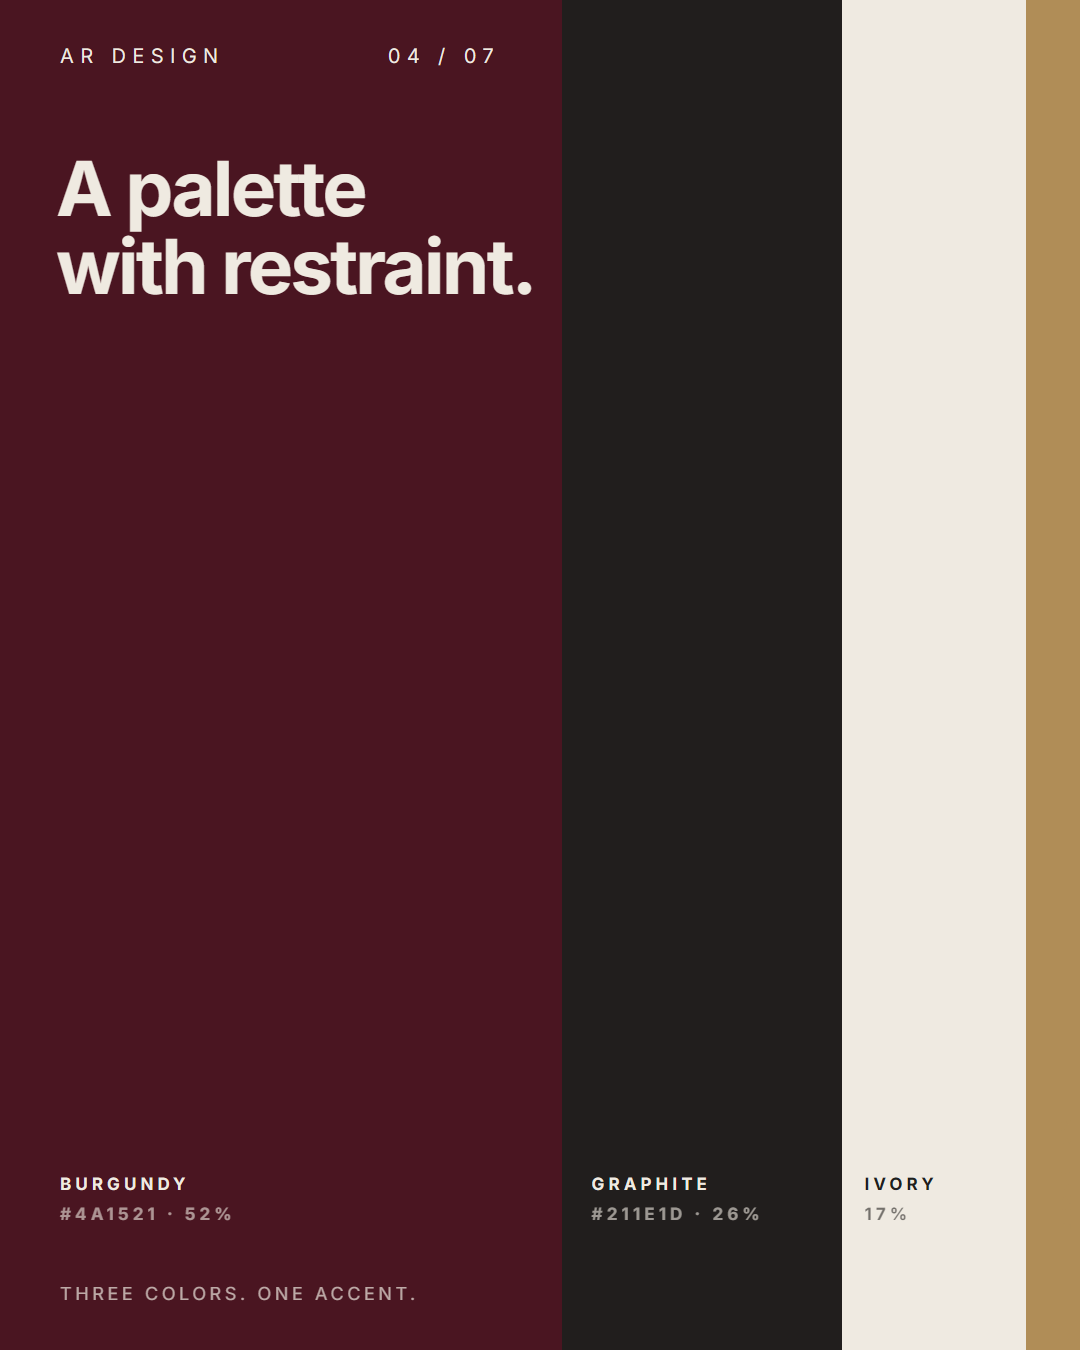 AR DESIGN
04 / 07
A palette
with restraint.
BURGUNDY
#4A1521 · 52%
GRAPHITE
#211E1D · 26%
IVORY
17%
THREE COLORS. ONE ACCENT.